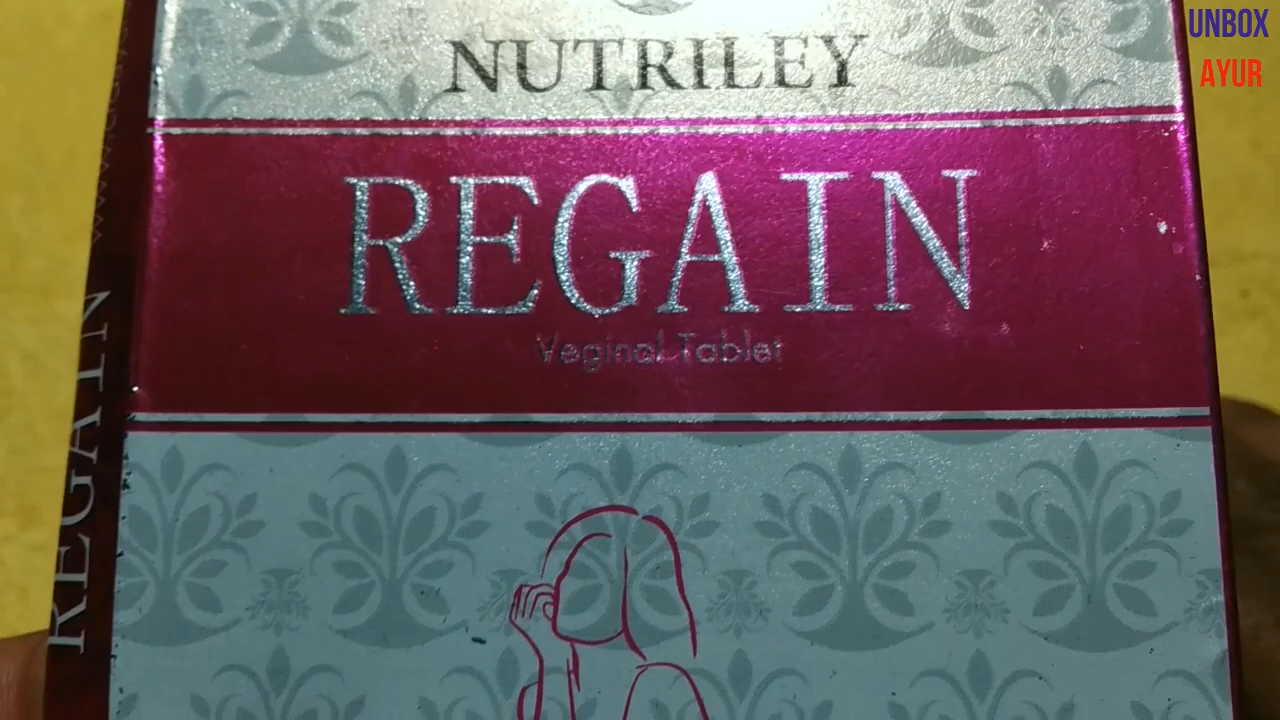 UNBOX
AYUR
NUTRILEY
REGAIN
Veginal Tablet
REGAIN